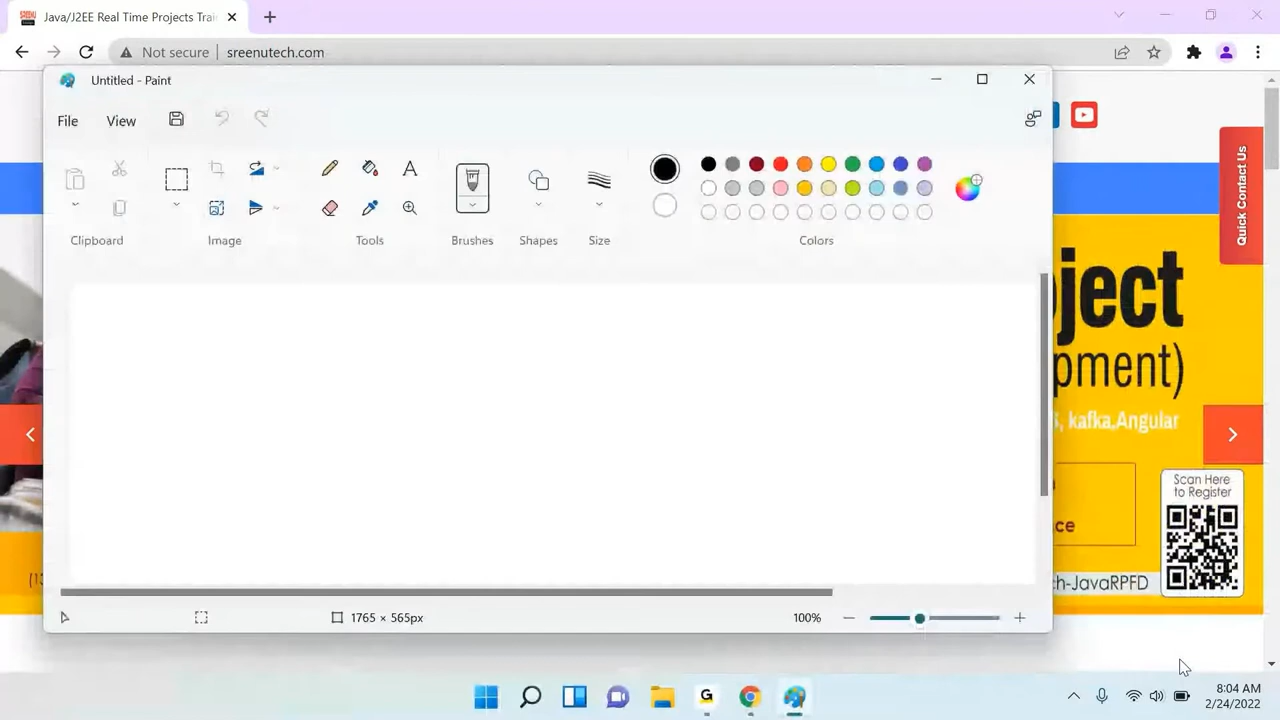 Java/J2EE Real Time Projects Trai
Not secure
sreenutech.com
Untitled - Paint
File
View
Clipboard
Image
Tools
Brushes
Shapes
Size
Colors
Quick Contact Us
oject
pment)
, kafka,Angular
ce
Scan Here
to Register
ch-JavaRPFD
1765 × 565px
100%
8:04 AM
2/24/2022